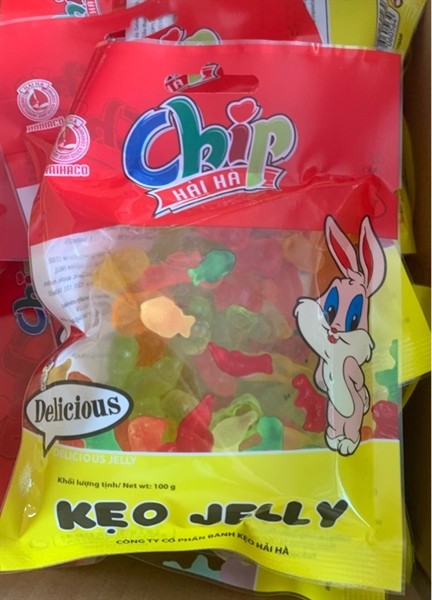 HAIHACO
Chip
HẢI HÀ
Delicious
DELICIOUS JELLY
Khối lượng tịnh/ Net wt: 100 g
KẸO JELLY
CÔNG TY CỔ PHẦN BÁNH KẸO HẢI HÀ